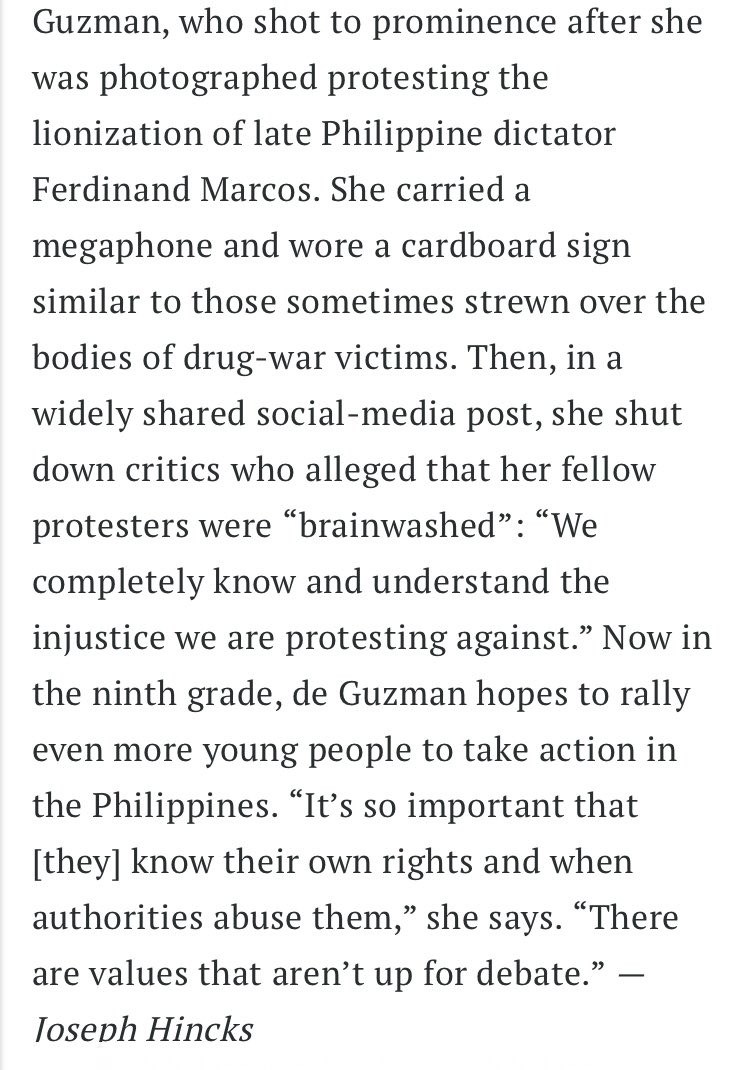 Guzman, who shot to prominence after she
was photographed protesting the
lionization of late Philippine dictator
Ferdinand Marcos. She carried a
megaphone and wore a cardboard sign
similar to those sometimes strewn over the
bodies of drug-war victims. Then, in a
widely shared social-media post, she shut
down critics who alleged that her fellow
protesters were “brainwashed”: “We
completely know and understand the
injustice we are protesting against.” Now in
the ninth grade, de Guzman hopes to rally
even more young people to take action in
the Philippines. “It’s so important that
[they] know their own rights and when
authorities abuse them,” she says. “There
are values that aren’t up for debate.” —
Joseph Hincks